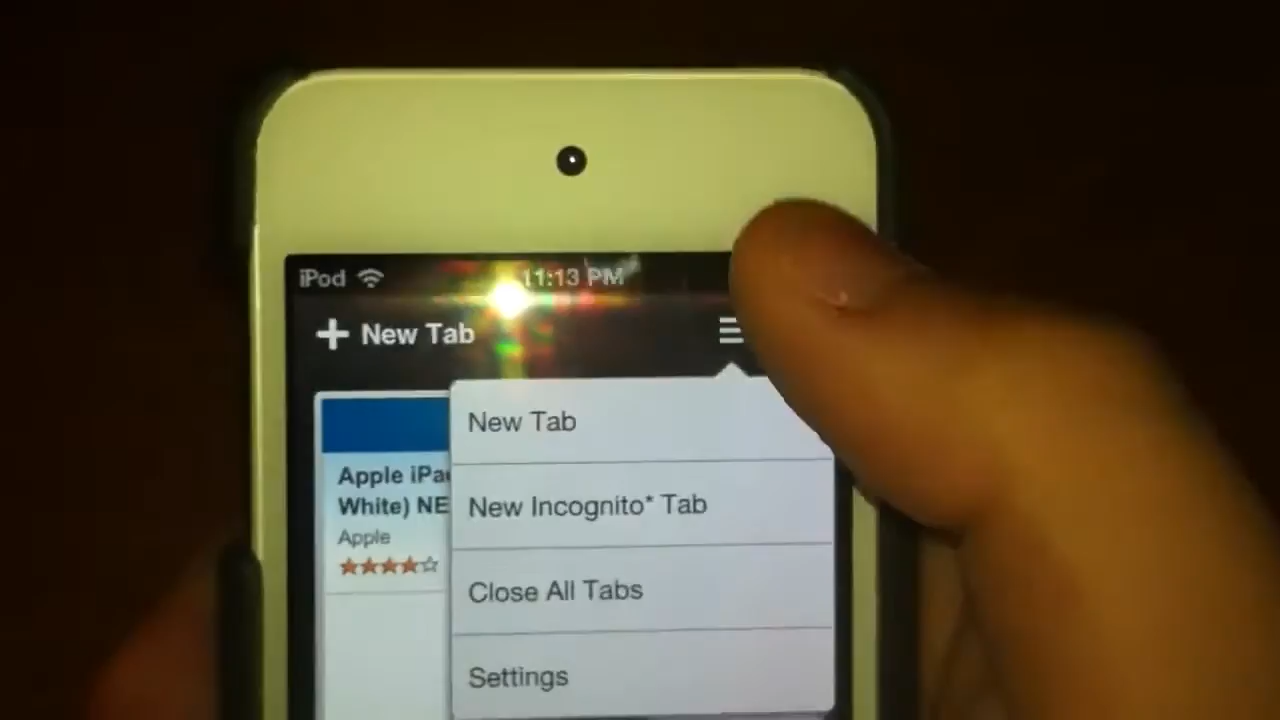 iPod 11:13 PM
New Tab
New Tab
Apple iPa
White) NE
Apple
New Incognito* Tab
Close All Tabs
Settings